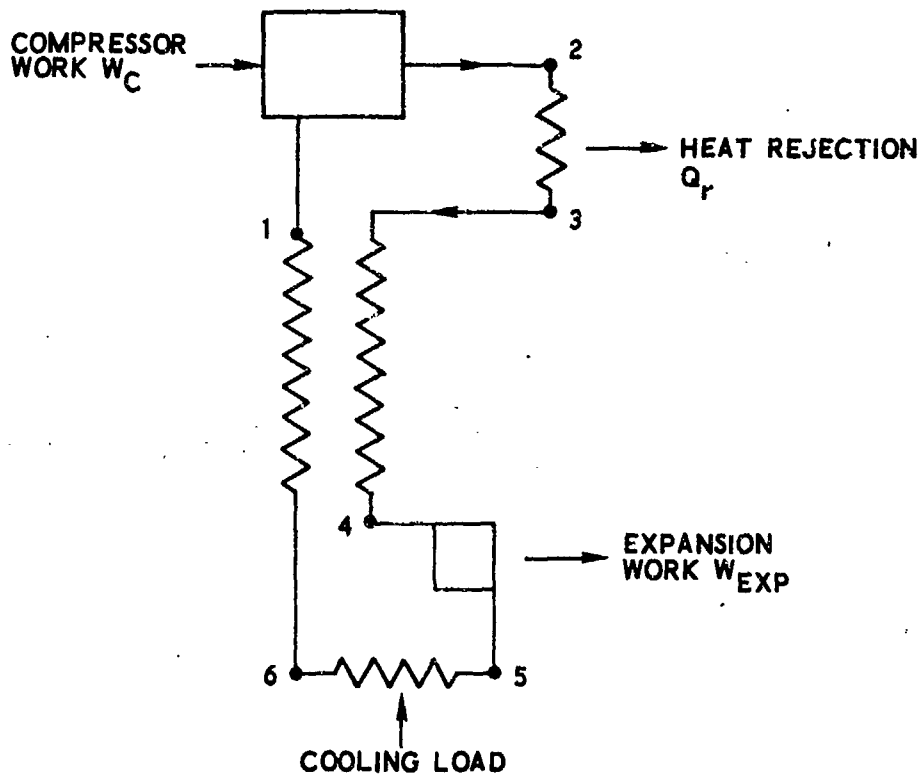 COMPRESSOR
WORK W_C
2
HEAT REJECTION
Q_r
3
1
4
EXPANSION
WORK W_EXP
6
5
COOLING LOAD